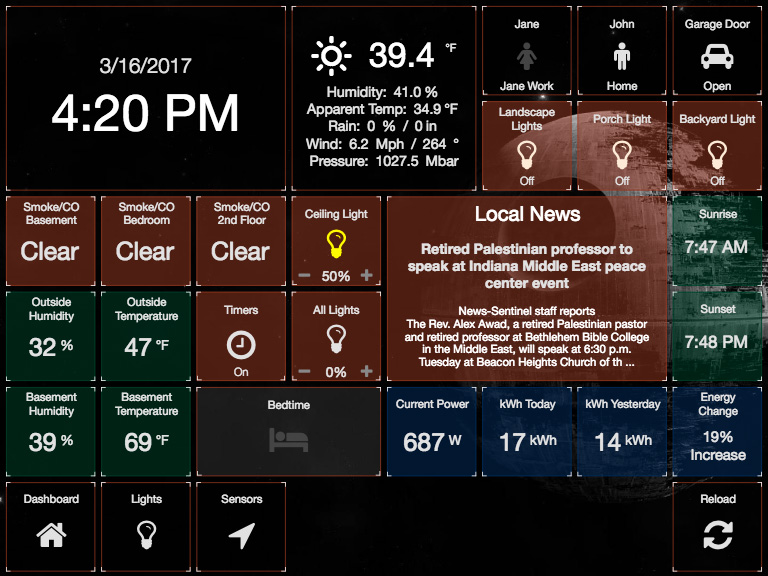 3/16/2017
4:20 PM
39.4 °F
Humidity: 41.0 %
Apparent Temp: 34.9 °F
Rain: 0 % / 0 in
Wind: 6.2 Mph / 264 °
Pressure: 1027.5 Mbar
Jane
Jane Work
John
Home
Garage Door
Open
Landscape
Lights
Off
Porch Light
Off
Backyard Light
Off
Smoke/CO
Basement
Clear
Smoke/CO
Bedroom
Clear
Smoke/CO
2nd Floor
Clear
Ceiling Light
− 50% +
Local News
Retired Palestinian professor to
speak at Indiana Middle East peace
center event
News-Sentinel staff reports
The Rev. Alex Awad, a retired Palestinian pastor
and retired professor at Bethlehem Bible College
in the Middle East, will speak at 6:30 p.m.
Tuesday at Beacon Heights Church of th ...
Sunrise
7:47 AM
Outside
Humidity
32 %
Outside
Temperature
47 °F
Timers
On
All Lights
− 0% +
Sunset
7:48 PM
Basement
Humidity
39 %
Basement
Temperature
69 °F
Bedtime
Current Power
687 W
kWh Today
17 kWh
kWh Yesterday
14 kWh
Energy
Change
19%
Increase
Dashboard
Lights
Sensors
Reload